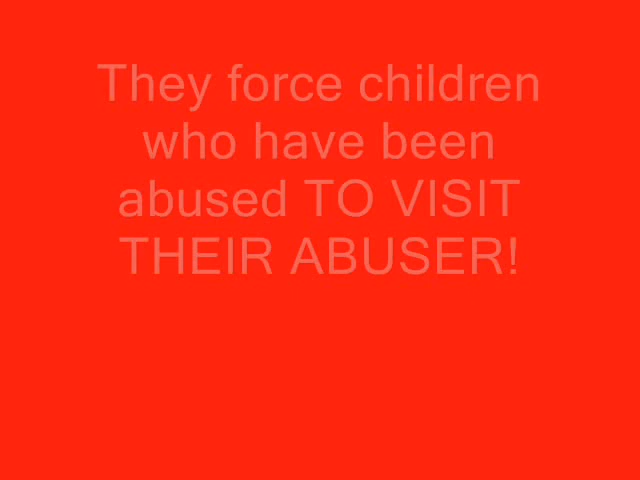 They force children
who have been
abused TO VISIT
THEIR ABUSER!